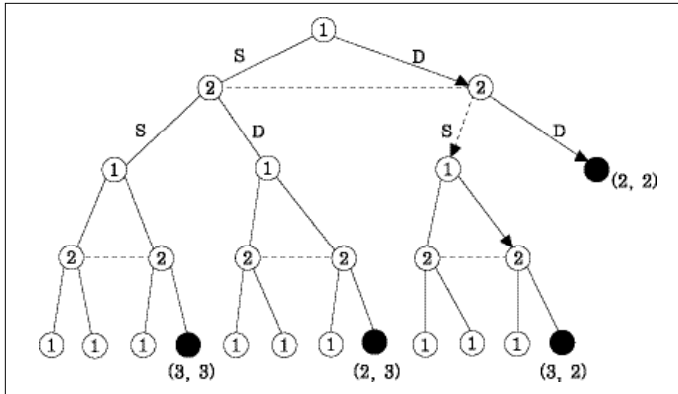 1
S D
2 2
S D S D
1 1 1 (2, 2)
2 2 2 2 2 2
1 1 1 1 1 1 1 1 1
(3, 3) (2, 3) (3, 2)